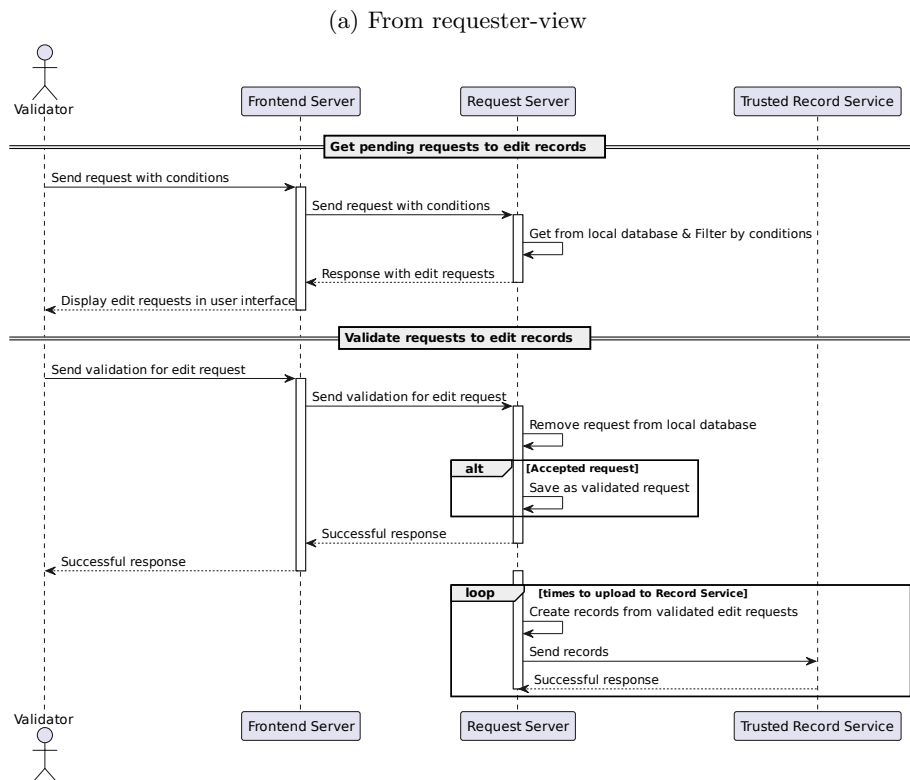 (a) From requester-view
Validator
Frontend Server
Request Server
Trusted Record Service
Get pending requests to edit records
Send request with conditions
Send request with conditions
Get from local database & Filter by conditions
Response with edit requests
Display edit requests in user interface
Validate requests to edit records
Send validation for edit request
Send validation for edit request
Remove request from local database
alt [Accepted request]
Save as validated request
Successful response
Successful response
loop [times to upload to Record Service]
Create records from validated edit requests
Send records
Successful response
Validator
Frontend Server
Request Server
Trusted Record Service